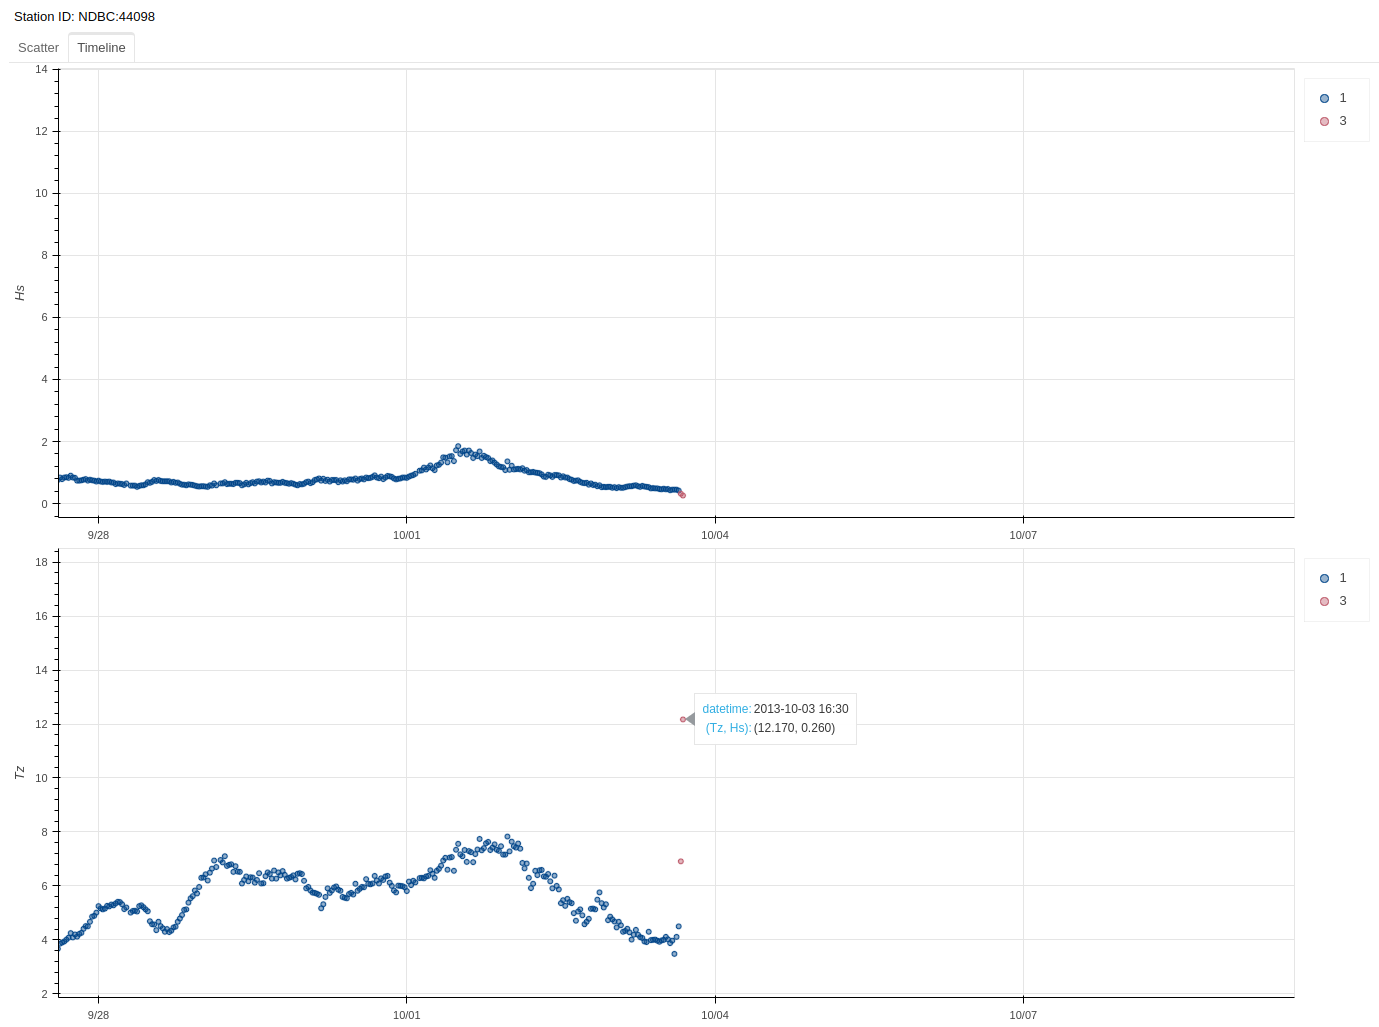 Station ID: NDBC:44098
Scatter Timeline
14
12
10
8
6
4
2
0
Hs
9/28 10/01 10/04 10/07
1
3
18
16
14
12
10
8
6
4
2
Tz
datetime: 2013-10-03 16:30
(Tz, Hs): (12.170, 0.260)
9/28 10/01 10/04 10/07
1
3